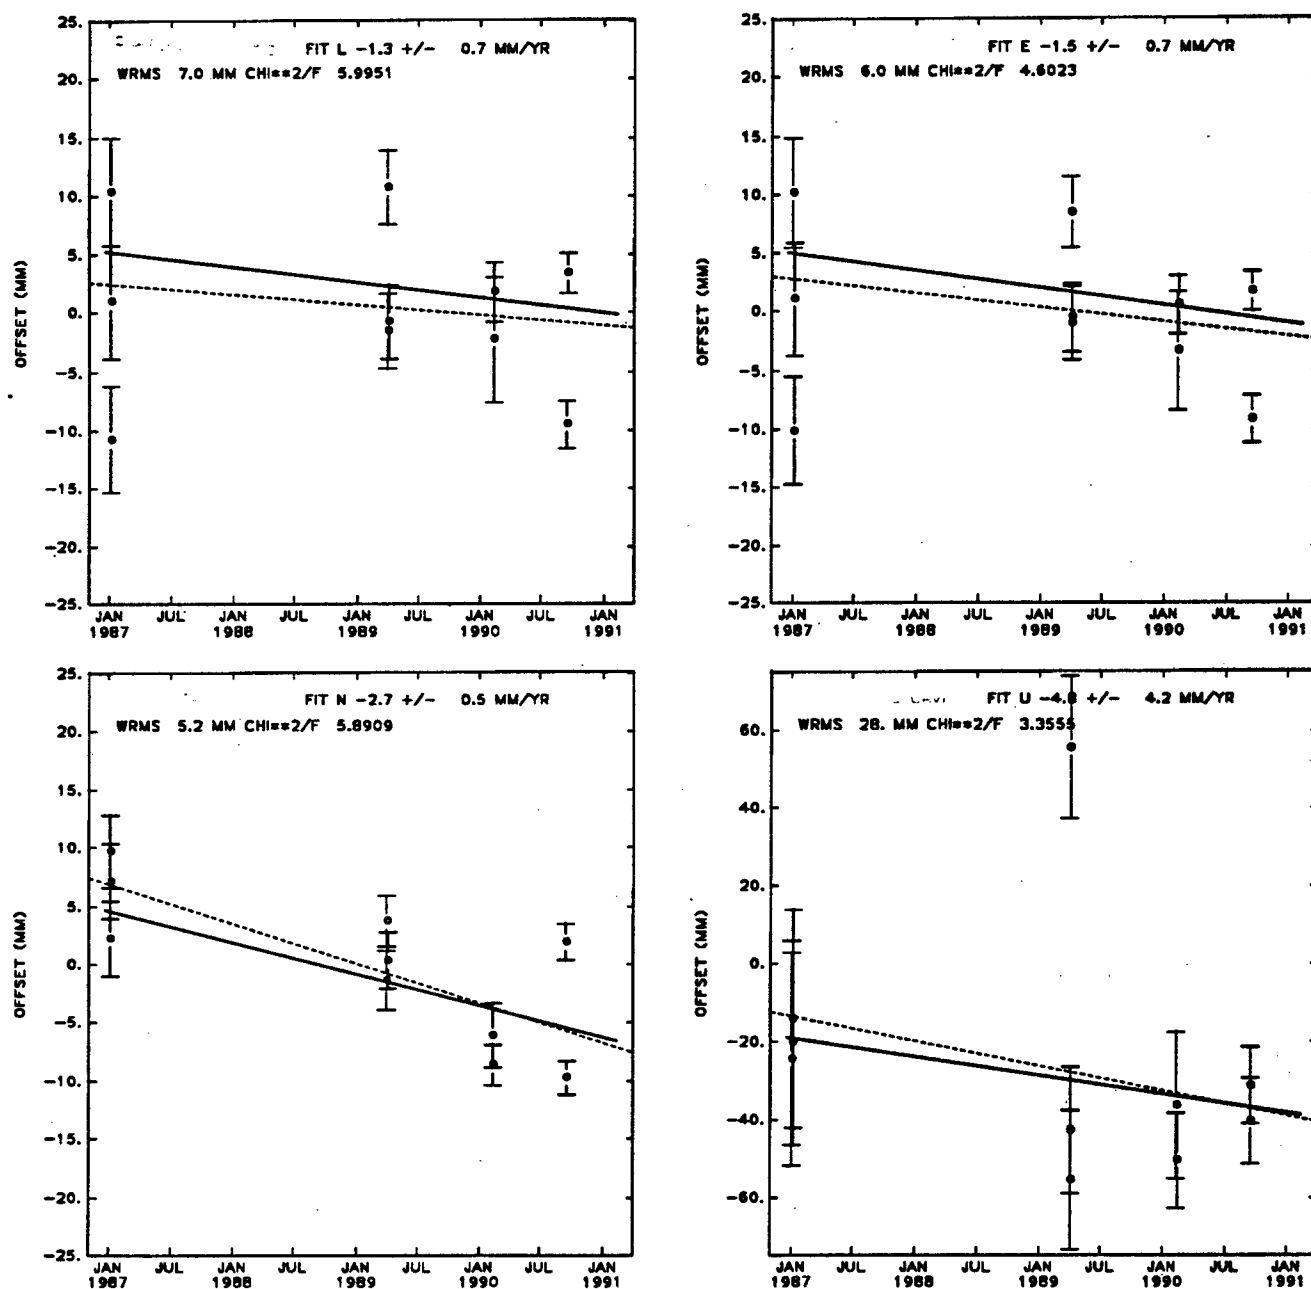 FIT L -1.3 +/- 0.7 MM/YR
WRMS 7.0 MM CHI**2/F 5.9951
25.
20.
15.
10.
5.
0.
-5.
-10.
-15.
-20.
-25.
OFFSET (MM)
JAN JUL JAN JUL JAN JUL JAN JUL JAN
1987 1988 1989 1990 1991
FIT E -1.5 +/- 0.7 MM/YR
WRMS 6.0 MM CHI**2/F 4.6023
25.
20.
15.
10.
5.
0.
-5.
-10.
-15.
-20.
-25.
OFFSET (MM)
JAN JUL JAN JUL JAN JUL JAN JUL JAN
1987 1988 1989 1990 1991
FIT N -2.7 +/- 0.5 MM/YR
WRMS 5.2 MM CHI**2/F 5.8909
25.
20.
15.
10.
5.
0.
-5.
-10.
-15.
-20.
-25.
OFFSET (MM)
JAN JUL JAN JUL JAN JUL JAN JUL JAN
1987 1988 1989 1990 1991
FIT U -4.8 +/- 4.2 MM/YR
WRMS 28. MM CHI**2/F 3.3555
60.
40.
20.
0.
-20.
-40.
-60.
OFFSET (MM)
JAN JUL JAN JUL JAN JUL JAN JUL JAN
1987 1988 1989 1990 1991